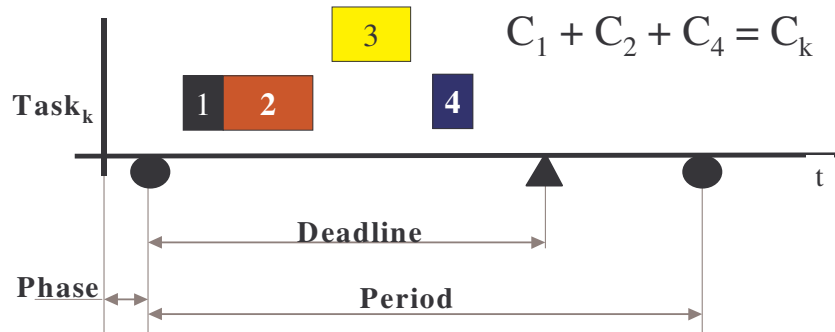 3
C₁ + C₂ + C₄ = Cₖ
Taskₖ
1
2
4
t
Deadline
Phase
Period